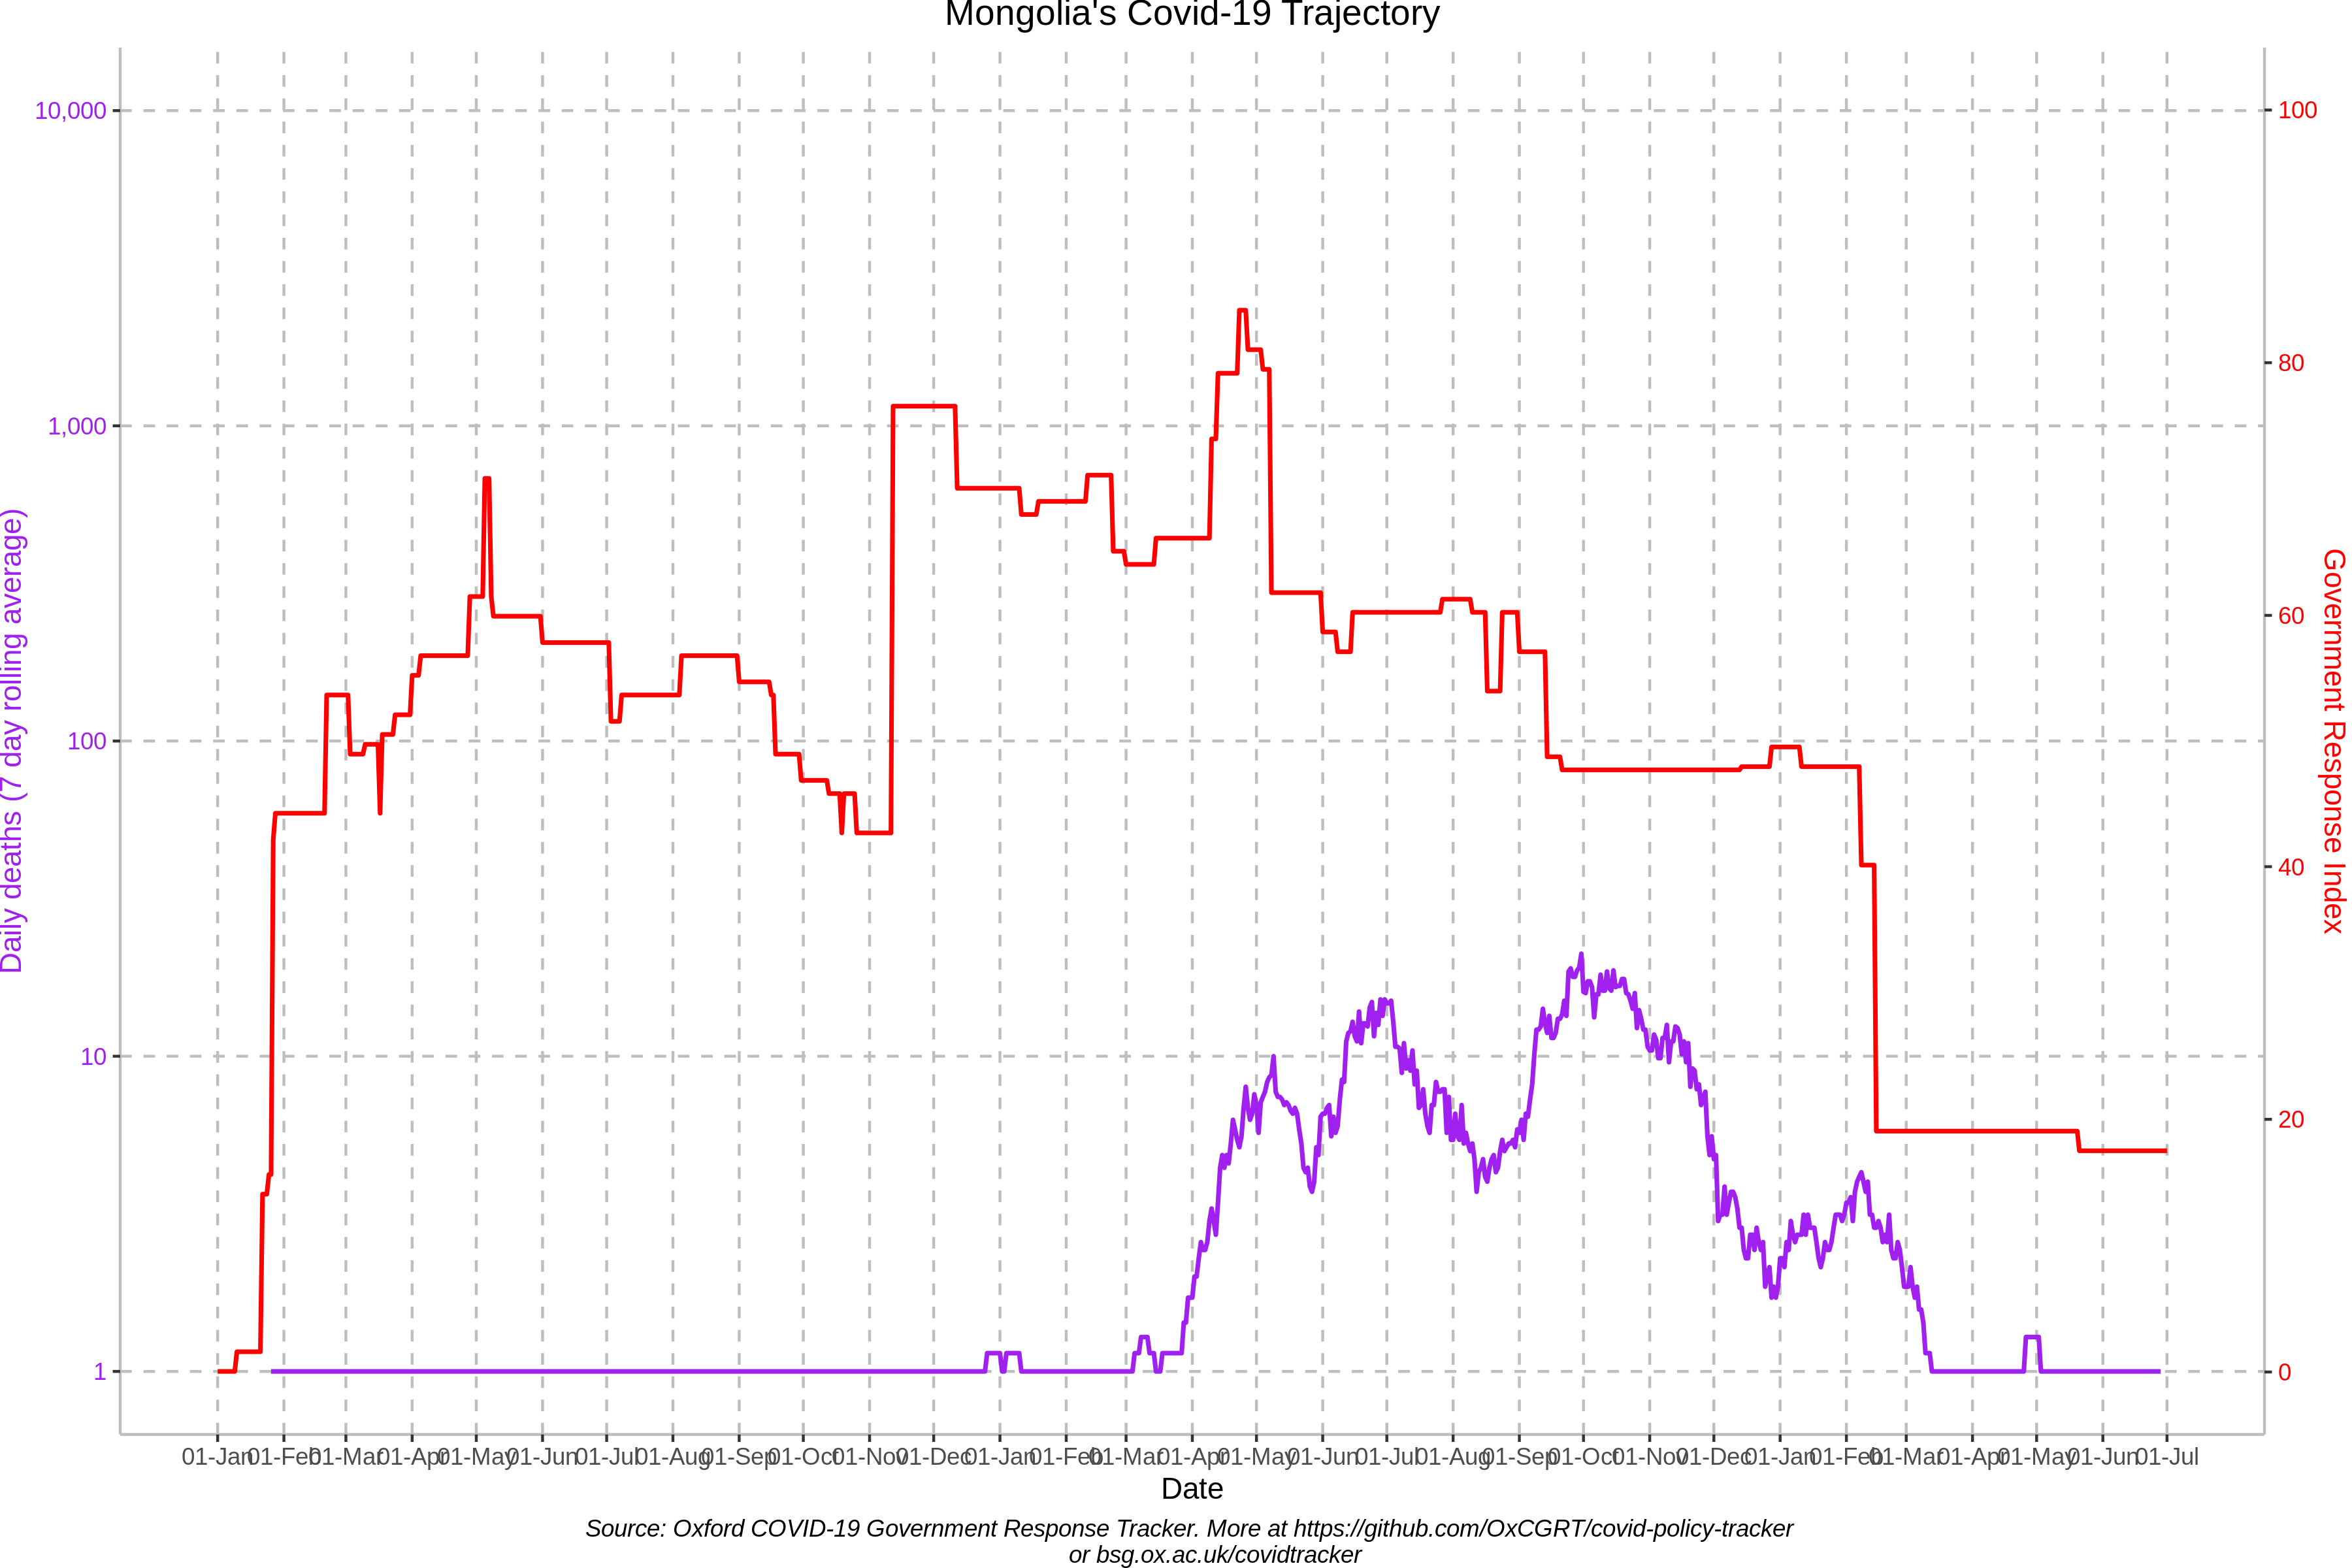 Mongolia's Covid-19 Trajectory
10,000
1,000
100
10
1
Daily deaths (7 day rolling average)
100
80
60
40
20
0
Government Response Index
01-Jan 01-Feb 01-Mar 01-Apr 01-May 01-Jun 01-Jul 01-Aug 01-Sep 01-Oct 01-Nov 01-Dec 01-Jan 01-Feb 01-Mar 01-Apr 01-May 01-Jun 01-Jul 01-Aug 01-Sep 01-Oct 01-Nov 01-Dec 01-Jan 01-Feb 01-Mar 01-Apr 01-May 01-Jun 01-Jul
Date
Source: Oxford COVID-19 Government Response Tracker. More at https://github.com/OxCGRT/covid-policy-tracker
or bsg.ox.ac.uk/covidtracker